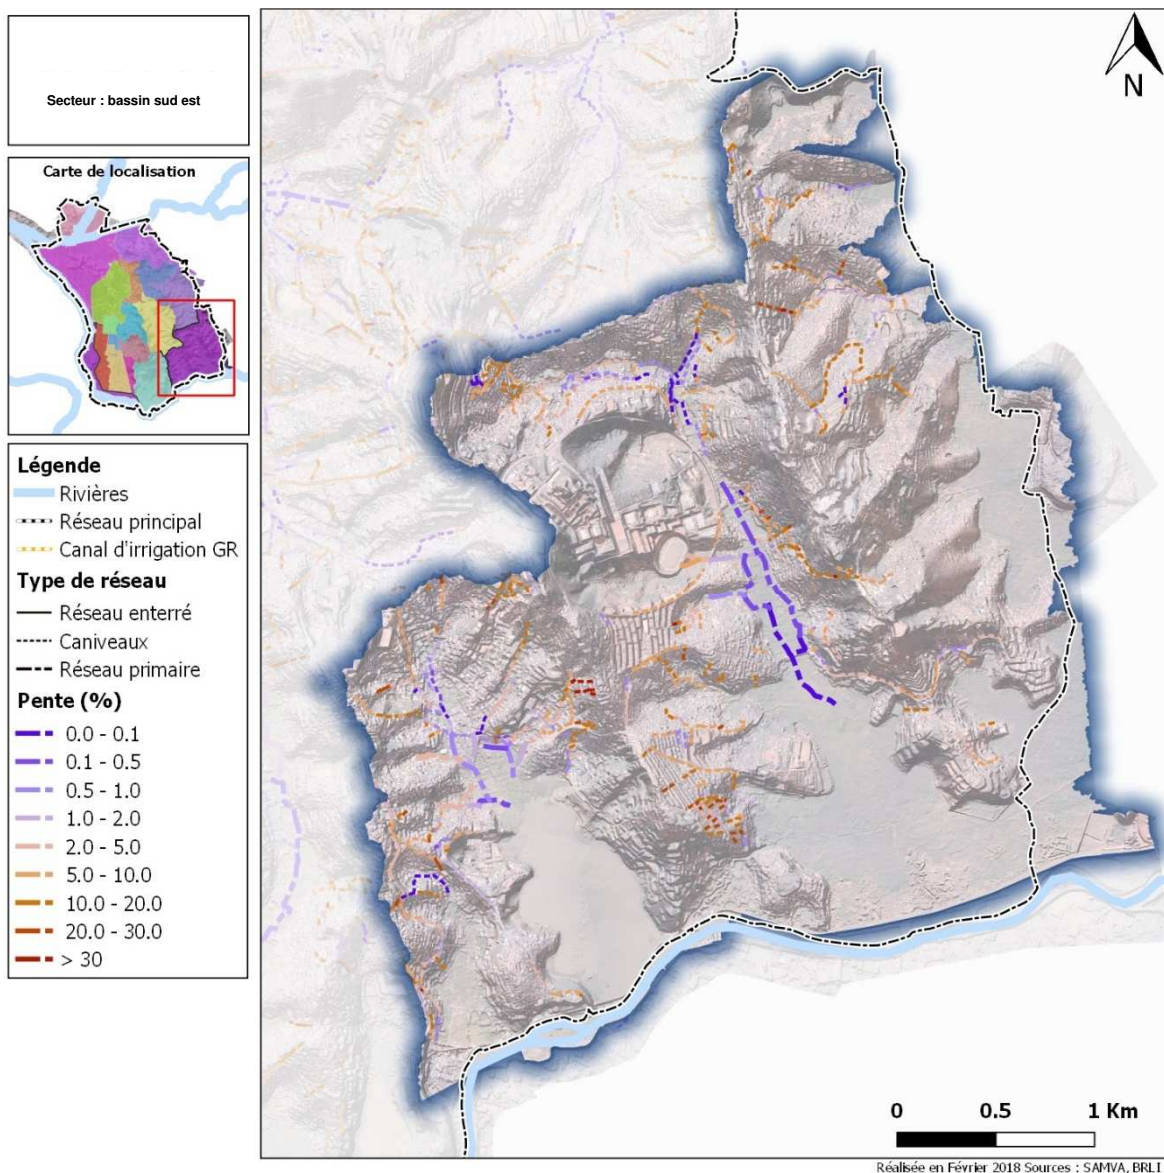 Secteur : bassin sud est
Carte de localisation
Légende
Rivières
Réseau principal
Canal d'irrigation GR
Type de réseau
Réseau enterré
Caniveaux
Réseau primaire
Pente (%)
0.0 - 0.1
0.1 - 0.5
0.5 - 1.0
1.0 - 2.0
2.0 - 5.0
5.0 - 10.0
10.0 - 20.0
20.0 - 30.0
> 30
N
0 0.5 1 Km
Réalisée en Février 2018 Sources : SAMVA, BRLI